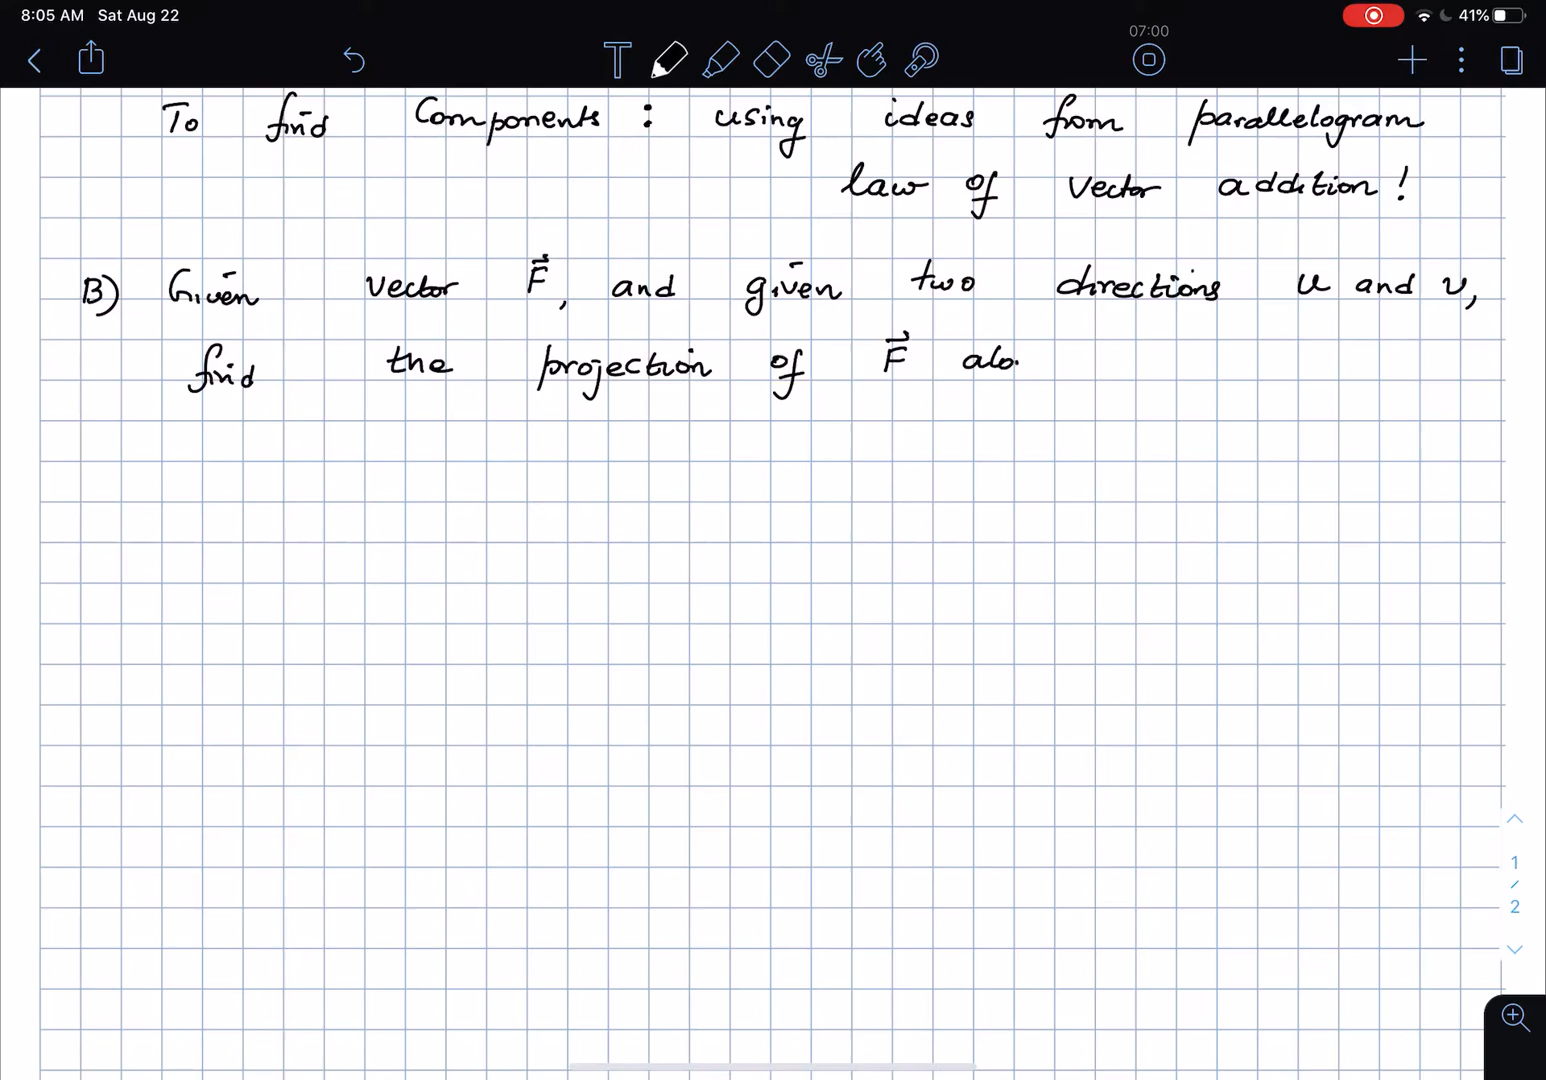 8:05 AM Sat Aug 22
41%
07:00
To find Components : using ideas from parallelogram
law of vector addition !
B) Given vector F⃗, and given two directions u and v,
find the projection of F⃗ alo
1
/
2